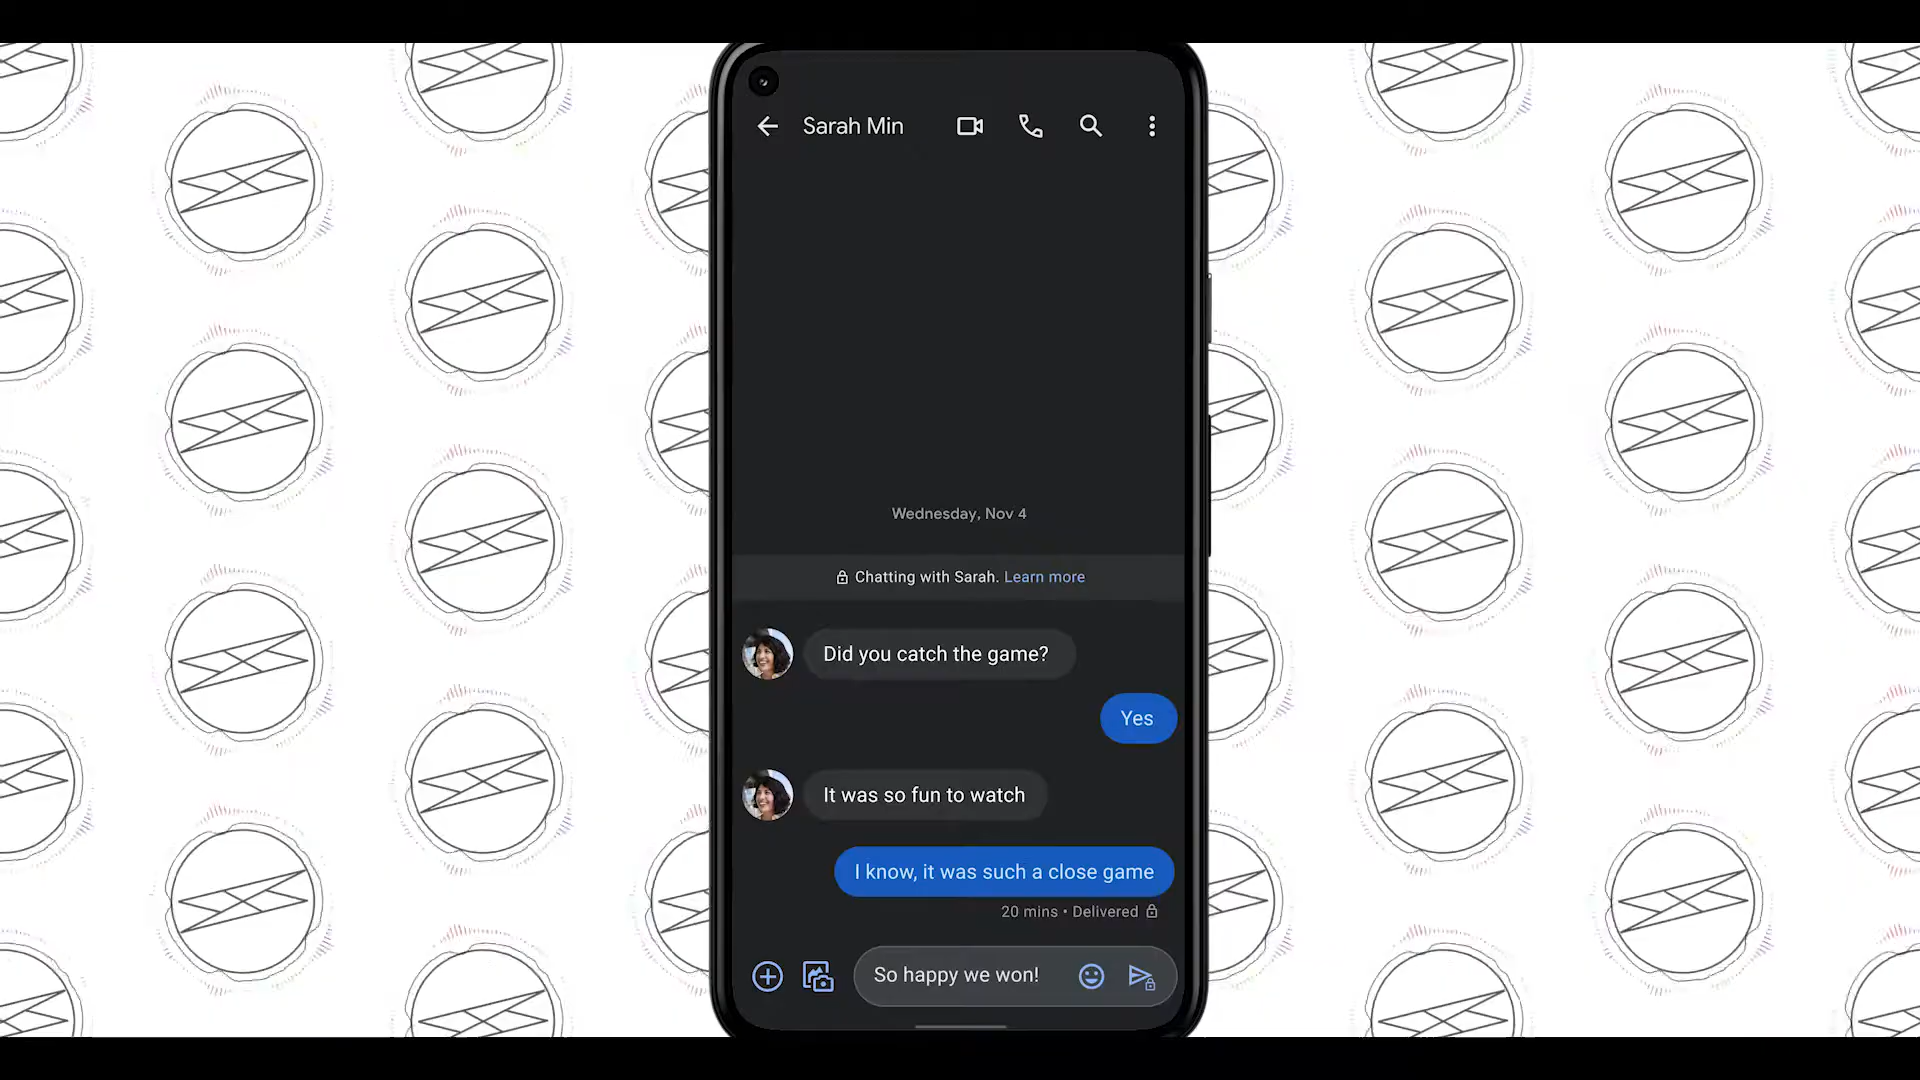 Sarah Min
Wednesday, Nov 4
Chatting with Sarah. Learn more
Did you catch the game?
Yes
It was so fun to watch
I know, it was such a close game
20 mins • Delivered
So happy we won!